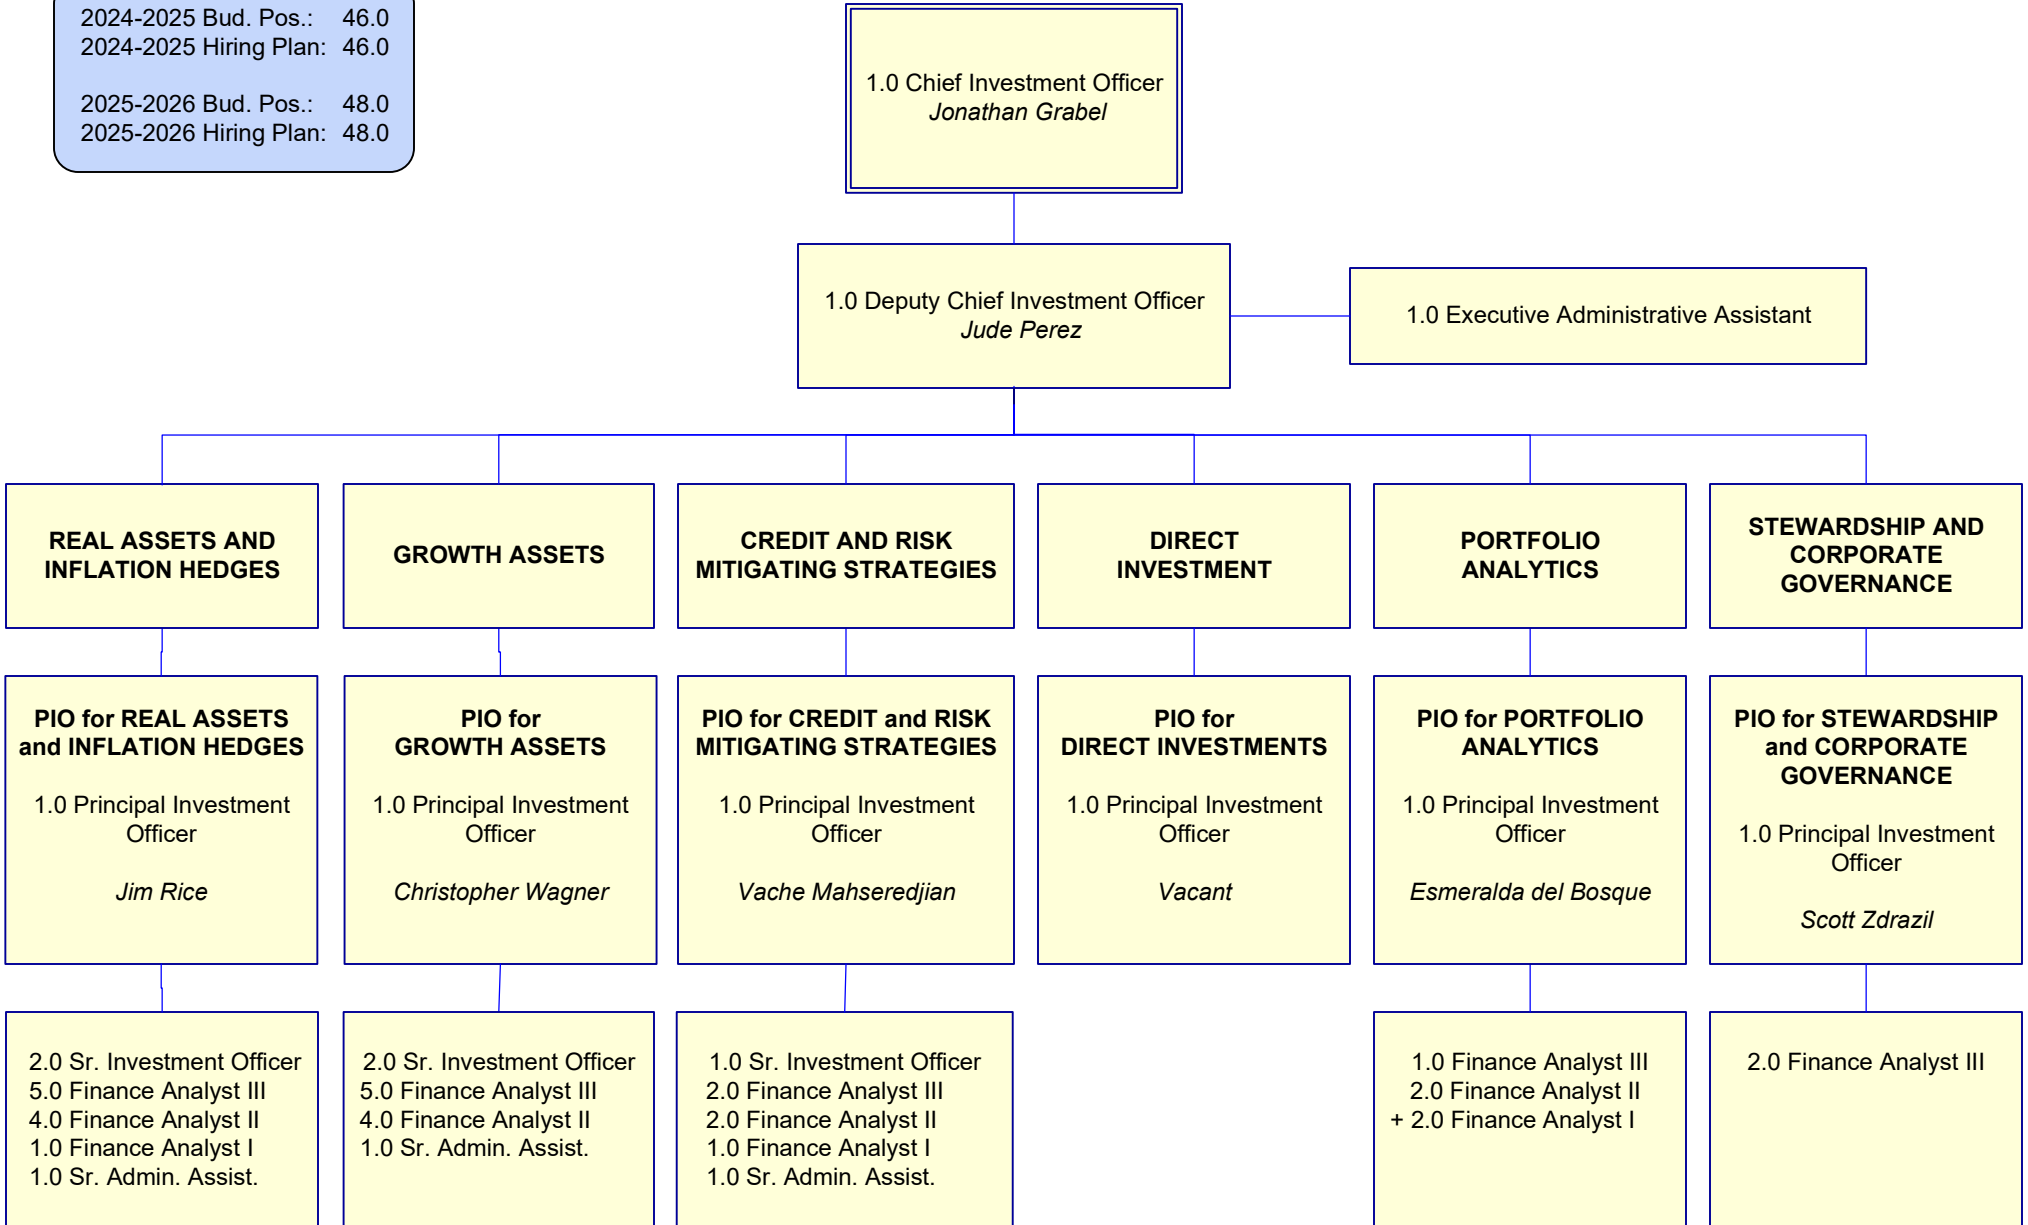 2024-2025 Bud. Pos.: 46.0
2024-2025 Hiring Plan: 46.0
2025-2026 Bud. Pos.: 48.0
2025-2026 Hiring Plan: 48.0
1.0 Chief Investment Officer
Jonathan Grabel
1.0 Deputy Chief Investment Officer
Jude Perez
1.0 Executive Administrative Assistant
REAL ASSETS AND
INFLATION HEDGES
GROWTH ASSETS
CREDIT AND RISK
MITIGATING STRATEGIES
DIRECT
INVESTMENT
PORTFOLIO
ANALYTICS
STEWARDSHIP AND
CORPORATE
GOVERNANCE
PIO for REAL ASSETS
and INFLATION HEDGES
1.0 Principal Investment
Officer
Jim Rice
PIO for
GROWTH ASSETS
1.0 Principal Investment
Officer
Christopher Wagner
PIO for CREDIT and RISK
MITIGATING STRATEGIES
1.0 Principal Investment
Officer
Vache Mahseredjian
PIO for
DIRECT INVESTMENTS
1.0 Principal Investment
Officer
Vacant
PIO for PORTFOLIO
ANALYTICS
1.0 Principal Investment
Officer
Esmeralda del Bosque
PIO for STEWARDSHIP
and CORPORATE
GOVERNANCE
1.0 Principal Investment
Officer
Scott Zdrazil
2.0 Sr. Investment Officer
5.0 Finance Analyst III
4.0 Finance Analyst II
1.0 Finance Analyst I
1.0 Sr. Admin. Assist.
2.0 Sr. Investment Officer
5.0 Finance Analyst III
4.0 Finance Analyst II
1.0 Sr. Admin. Assist.
1.0 Sr. Investment Officer
2.0 Finance Analyst III
2.0 Finance Analyst II
1.0 Finance Analyst I
1.0 Sr. Admin. Assist.
1.0 Finance Analyst III
2.0 Finance Analyst II
+ 2.0 Finance Analyst I
2.0 Finance Analyst III